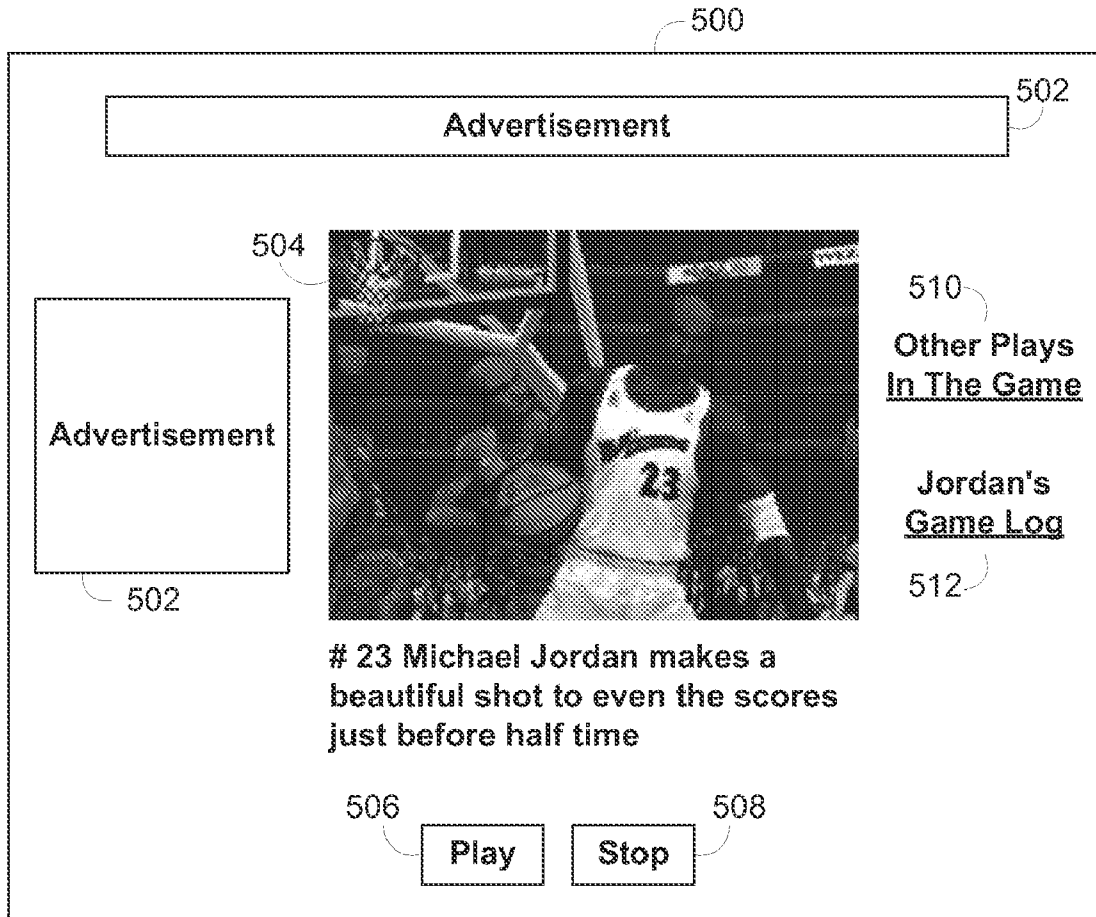 500
502
Advertisement
504
510
Other Plays
In The Game
Advertisement
23
Jordan's
Game Log
502
512
# 23 Michael Jordan makes a
beautiful shot to even the scores
just before half time
506
508
Play
Stop